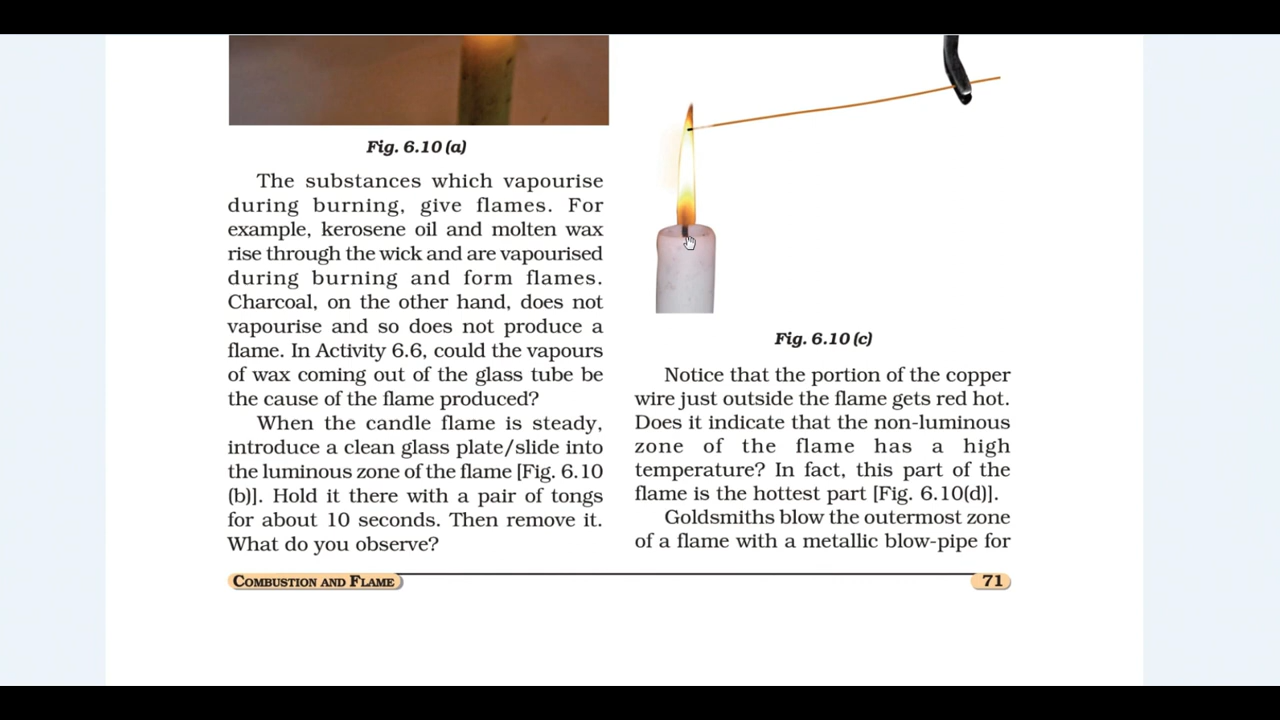 Fig. 6.10 (a)
The substances which vapourise
during burning, give flames. For
example, kerosene oil and molten wax
rise through the wick and are vapourised
during burning and form flames.
Charcoal, on the other hand, does not
vapourise and so does not produce a
flame. In Activity 6.6, could the vapours
of wax coming out of the glass tube be
the cause of the flame produced?
When the candle flame is steady,
introduce a clean glass plate/slide into
the luminous zone of the flame [Fig. 6.10
(b)]. Hold it there with a pair of tongs
for about 10 seconds. Then remove it.
What do you observe?
Fig. 6.10 (c)
Notice that the portion of the copper
wire just outside the flame gets red hot.
Does it indicate that the non-luminous
zone of the flame has a high
temperature? In fact, this part of the
flame is the hottest part [Fig. 6.10(d)].
Goldsmiths blow the outermost zone
of a flame with a metallic blow-pipe for
COMBUSTION AND FLAME
71